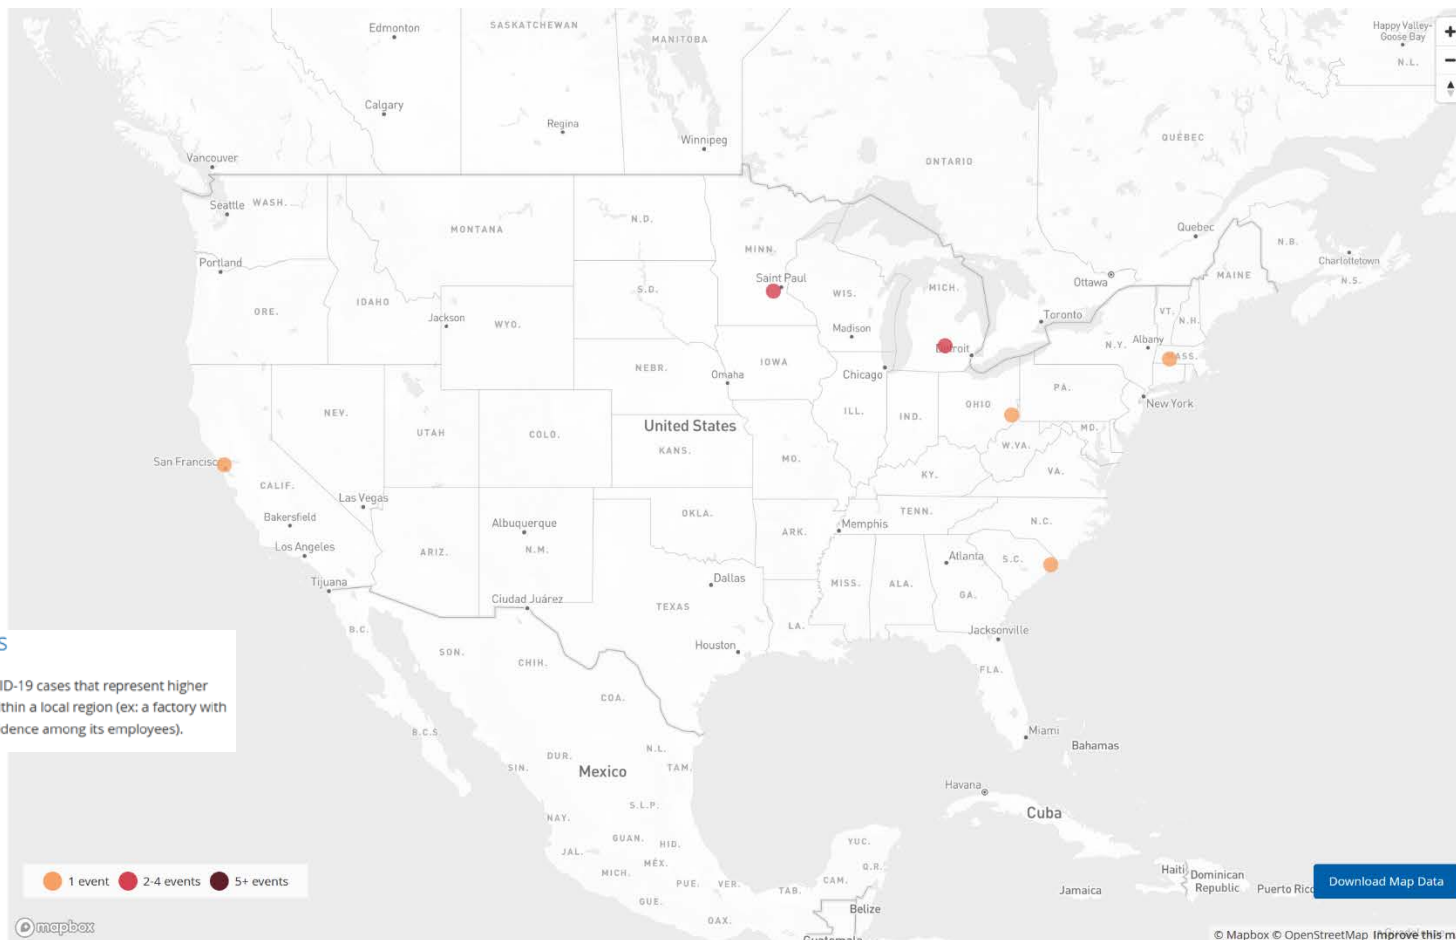 Edmonton
SASKATCHEWAN
MANITOBA
Happy Valley-
Goose Bay
N.L.
Calgary
Regina
Winnipeg
ONTARIO
QUÉBEC
Vancouver
Seattle
WASH.
MONTANA
N.D.
MINN.
Quebec
N.B.
Charlottetown
N.S.
MAINE
Portland
Ottawa
ORE.
IDAHO
Jackson
WYO.
S.D.
Saint Paul
WIS.
MICH.
Toronto
VT.
N.H.
Madison
N.Y.
Albany
MASS.
Detroit
NEBR.
IOWA
Omaha
Chicago
PA.
New York
NEV.
UTAH
COLO.
United States
KANS.
MO.
ILL.
IND.
OHIO
W.VA.
MD.
VA.
KY.
San Francisco
CALIF.
Las Vegas
Bakersfield
Los Angeles
ARIZ.
Albuquerque
N.M.
OKLA.
ARK.
Memphis
TENN.
N.C.
S.C.
Atlanta
Tijuana
Ciudad Juárez
Dallas
TEXAS
MISS.
ALA.
GA.
LA.
Houston
Jacksonville
FLA.
B.C.
SON.
CHIH.
COA.
S
ID-19 cases that represent higher
thin a local region (ex: a factory with
dence among its employees).
B.C.S.
DUR.
N.L.
SIN.
Mexico
TAM.
Miami
Bahamas
Havana
Cuba
S.L.P.
NAY.
GUAN.
HID.
YUC.
JAL.
MÉX.
Q.R.
MICH.
PUE.
VER.
TAB.
CAM.
GUE.
OAX.
Belize
Guatemala
Jamaica
Haiti
Dominican
Republic
Puerto Rico
1 event
2-4 events
5+ events
Download Map Data
mapbox
© Mapbox © OpenStreetMap Improve this m